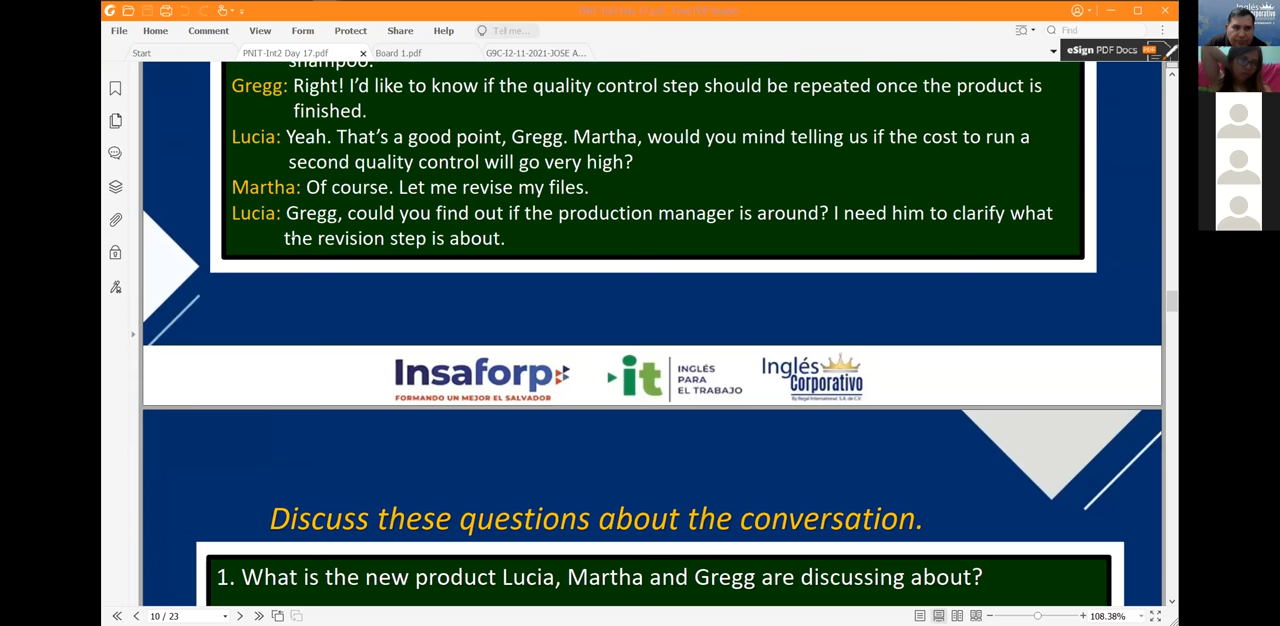 File Home Comment View Form Protect Share Help Tell me... Find
Start PNIT-Int2 Day 17.pdf Board 1.pdf G9C-I2-11-2021-JOSE A... eSign PDF Docs
shampoo.
Gregg: Right! I'd like to know if the quality control step should be repeated once the product is
finished.
Lucia: Yeah. That's a good point, Gregg. Martha, would you mind telling us if the cost to run a
second quality control will go very high?
Martha: Of course. Let me revise my files.
Lucia: Gregg, could you find out if the production manager is around? I need him to clarify what
the revision step is about.
Insaforp
FORMANDO UN MEJOR EL SALVADOR
it
INGLÉS
PARA
EL TRABAJO
Inglés
Corporativo
By Regal International, S.A. de C.V.
Discuss these questions about the conversation.
1. What is the new product Lucia, Martha and Gregg are discussing about?
10 / 23 108.38%